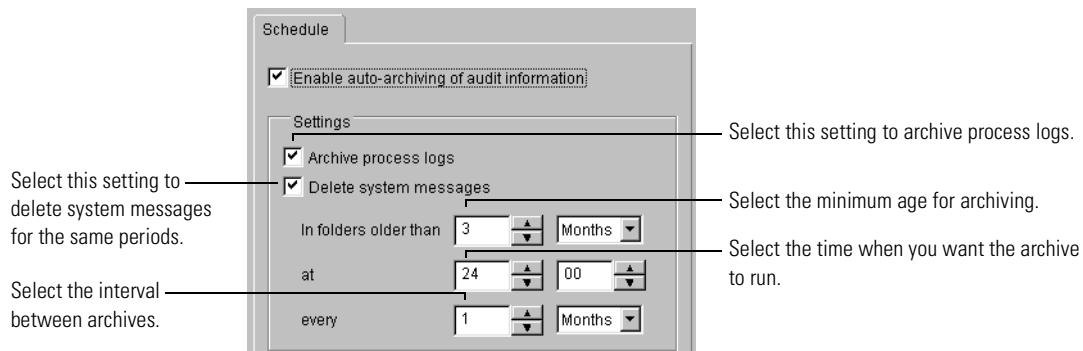 Schedule
Enable auto-archiving of audit information
Settings
Archive process logs
Delete system messages
In folders older than 3 Months
at 24 00
every 1 Months
Select this setting to
delete system messages
for the same periods.
Select the interval
between archives.
Select this setting to archive process logs.
Select the minimum age for archiving.
Select the time when you want the archive
to run.